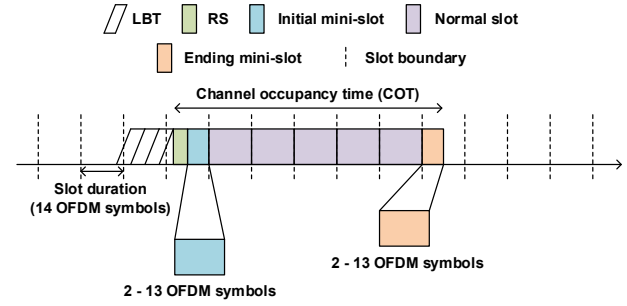 LBT RS Initial mini-slot Normal slot
Ending mini-slot Slot boundary
Channel occupancy time (COT)
Slot duration
(14 OFDM symbols)
2 - 13 OFDM symbols
2 - 13 OFDM symbols